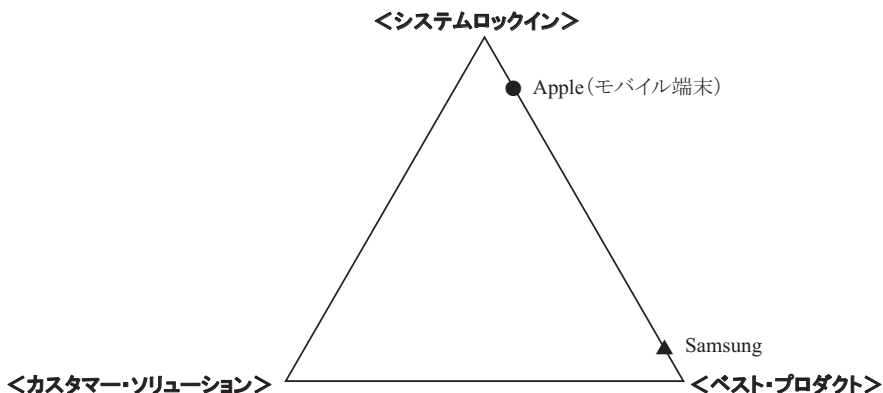 ＜システムロックイン＞
Apple（モバイル端末）
Samsung
＜カスタマー・ソリューション＞
＜ベスト・プロダクト＞